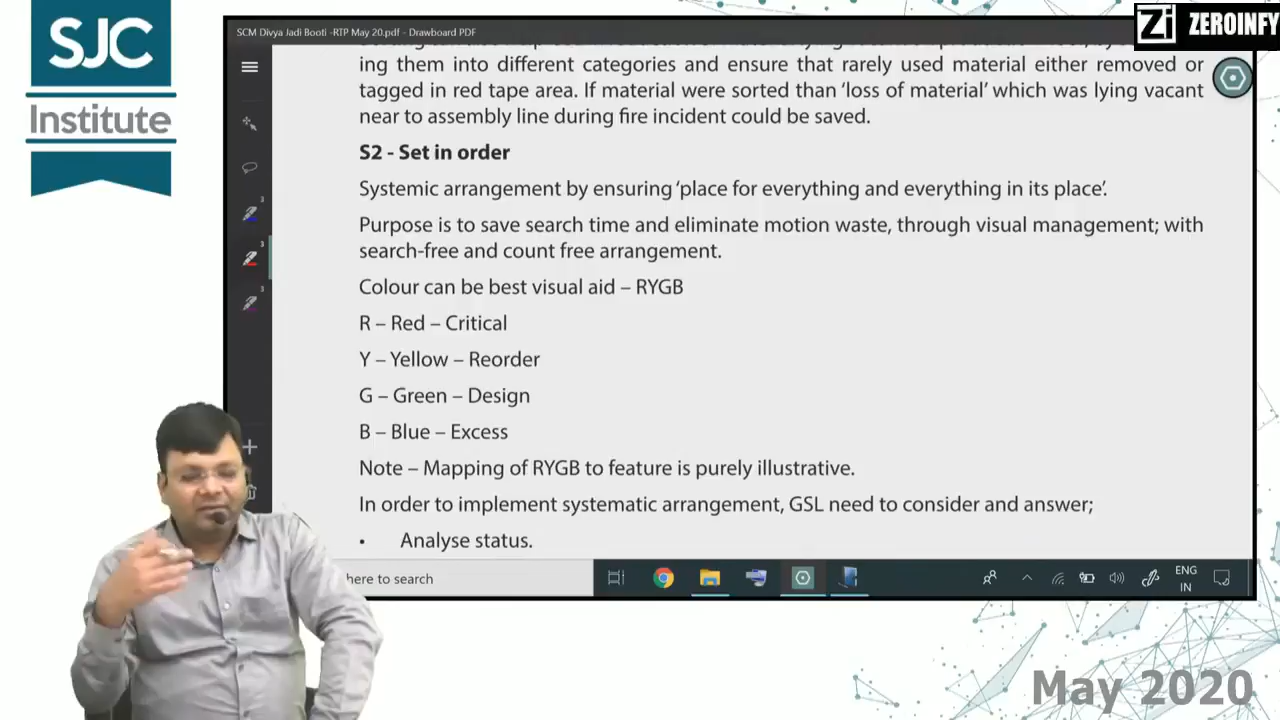 SJC
Institute
ZEROINFY
SCM Divya Jadi Booti -RTP May 20.pdf - Drawboard PDF
ing them into different categories and ensure that rarely used material either removed or
tagged in red tape area. If material were sorted than ‘loss of material’ which was lying vacant
near to assembly line during fire incident could be saved.
S2 - Set in order
Systemic arrangement by ensuring ‘place for everything and everything in its place’.
Purpose is to save search time and eliminate motion waste, through visual management; with
search-free and count free arrangement.
Colour can be best visual aid – RYGB
R – Red – Critical
Y – Yellow – Reorder
G – Green – Design
B – Blue – Excess
Note – Mapping of RYGB to feature is purely illustrative.
In order to implement systematic arrangement, GSL need to consider and answer;
• Analyse status.
here to search
ENG
IN
May 2020